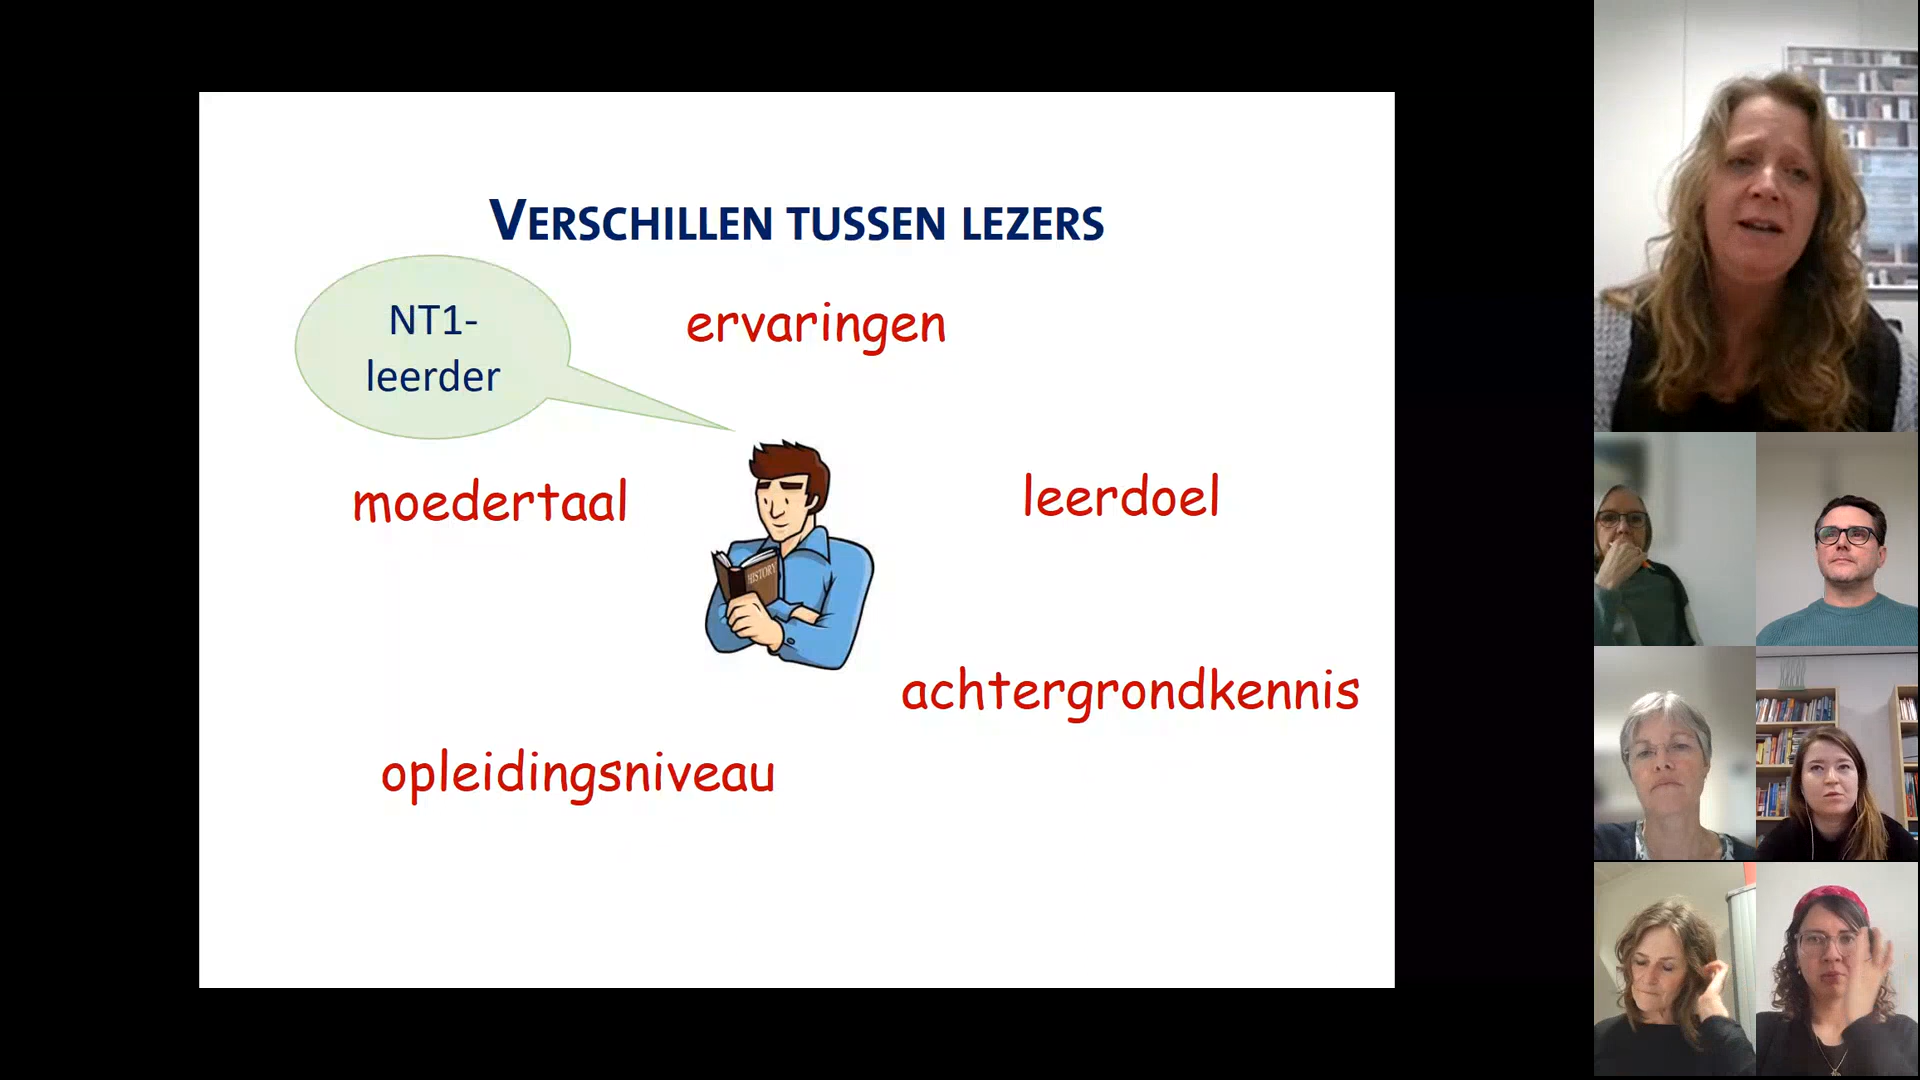 VERSCHILLEN TUSSEN LEZERS
NT1-
leerder
ervaringen
moedertaal
leerdoel
HISTORY
achtergrondkennis
opleidingsniveau